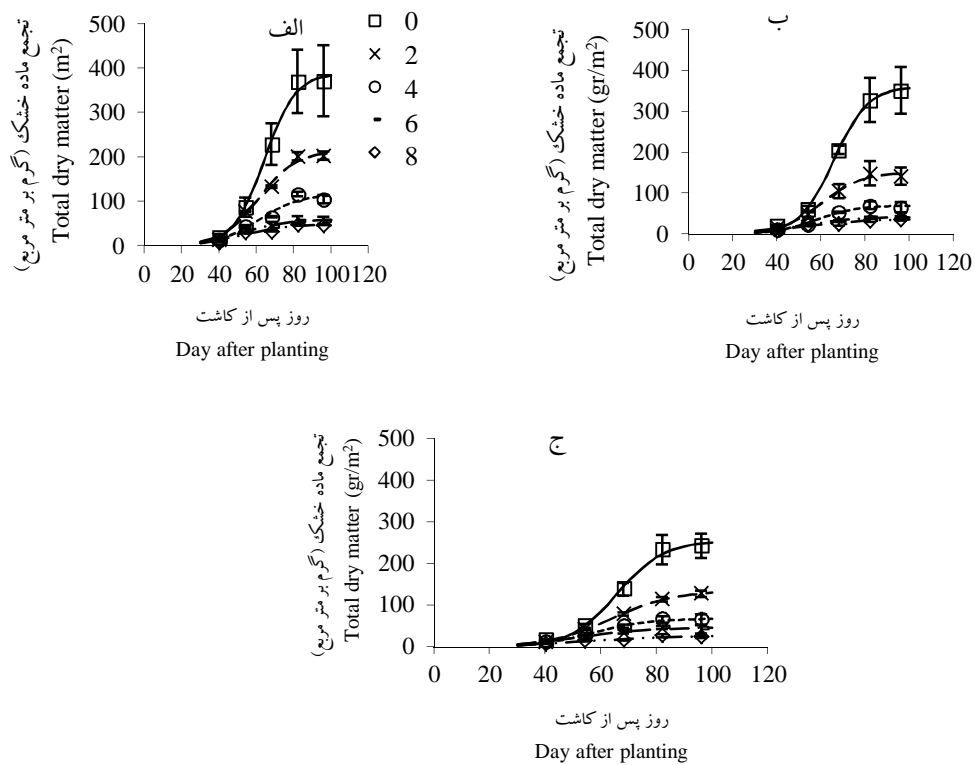 الف
0
2
4
6
8
500
400
300
200
100
0
0 20 40 60 80 100 120
تجمع ماده خشک (گرم بر متر مربع)
Total dry matter (m²)
روز پس از کاشت
Day after planting
ب
500
400
300
200
100
0
0 20 40 60 80 100 120
تجمع ماده خشک (گرم بر متر مربع)
Total dry matter (gr/m²)
روز پس از کاشت
Day after planting
ج
500
400
300
200
100
0
0 20 40 60 80 100 120
تجمع ماده خشک (گرم بر متر مربع)
Total dry matter (gr/m²)
روز پس از کاشت
Day after planting